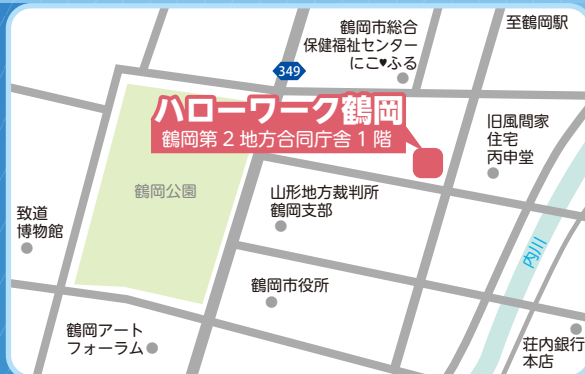 鶴岡市総合
保健福祉センター
にこ♥ふる
至鶴岡駅
349
ハローワーク鶴岡
鶴岡第2地方合同庁舎1階
旧風間家
住宅
丙申堂
鶴岡公園
山形地方裁判所
鶴岡支部
致道
博物館
内川
鶴岡市役所
鶴岡アート
フォーラム
荘内銀行
本店